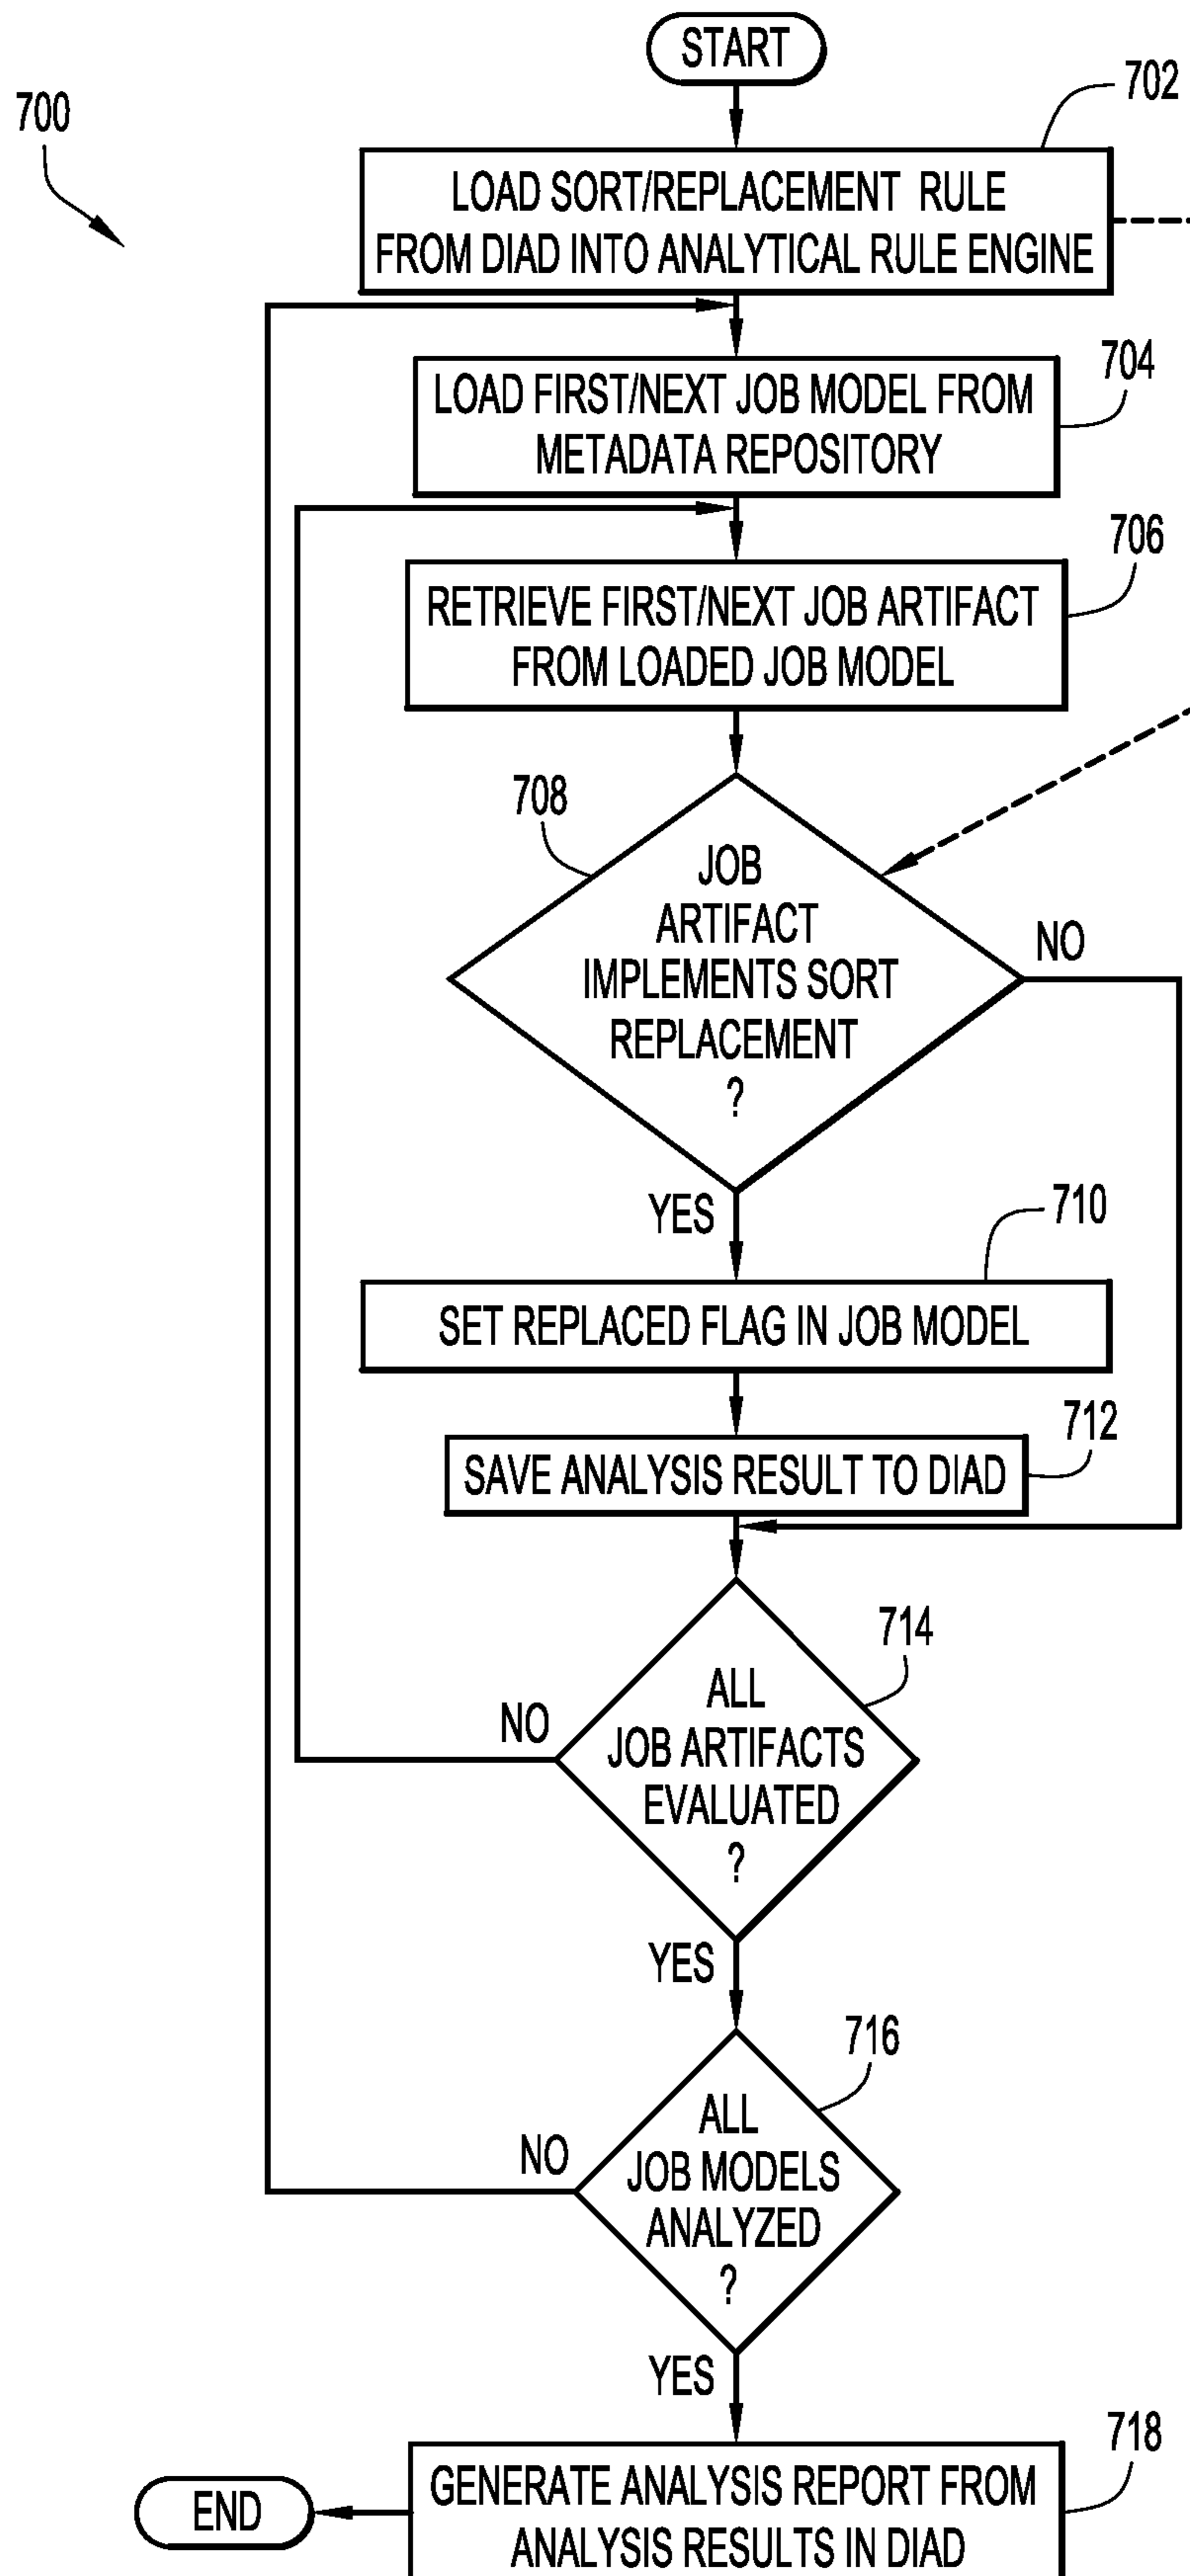 START
700
702
LOAD SORT/REPLACEMENT RULE
FROM DIAD INTO ANALYTICAL RULE ENGINE
704
LOAD FIRST/NEXT JOB MODEL FROM
METADATA REPOSITORY
706
RETRIEVE FIRST/NEXT JOB ARTIFACT
FROM LOADED JOB MODEL
708
JOB
ARTIFACT
IMPLEMENTS SORT
REPLACEMENT
?
NO
YES
710
SET REPLACED FLAG IN JOB MODEL
712
SAVE ANALYSIS RESULT TO DIAD
714
ALL
JOB ARTIFACTS
EVALUATED
?
NO
YES
716
ALL
JOB MODELS
ANALYZED
?
NO
YES
718
GENERATE ANALYSIS REPORT FROM
ANALYSIS RESULTS IN DIAD
END